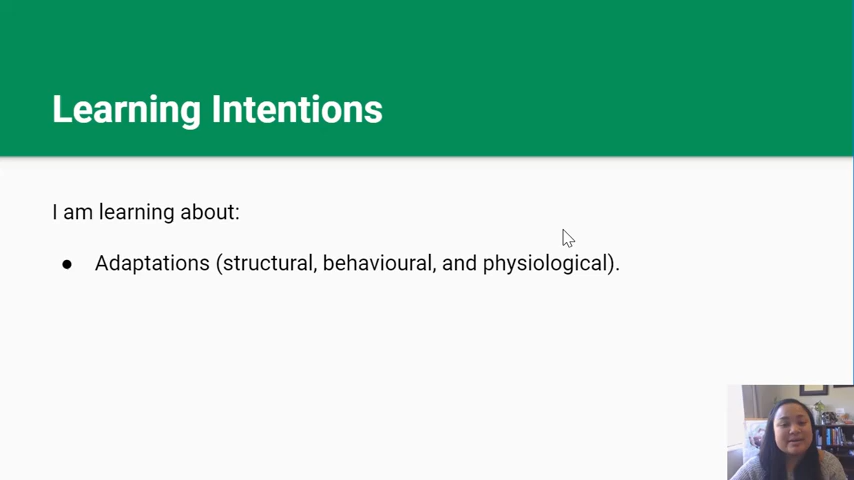 Learning Intentions
I am learning about:
● Adaptations (structural, behavioural, and physiological).